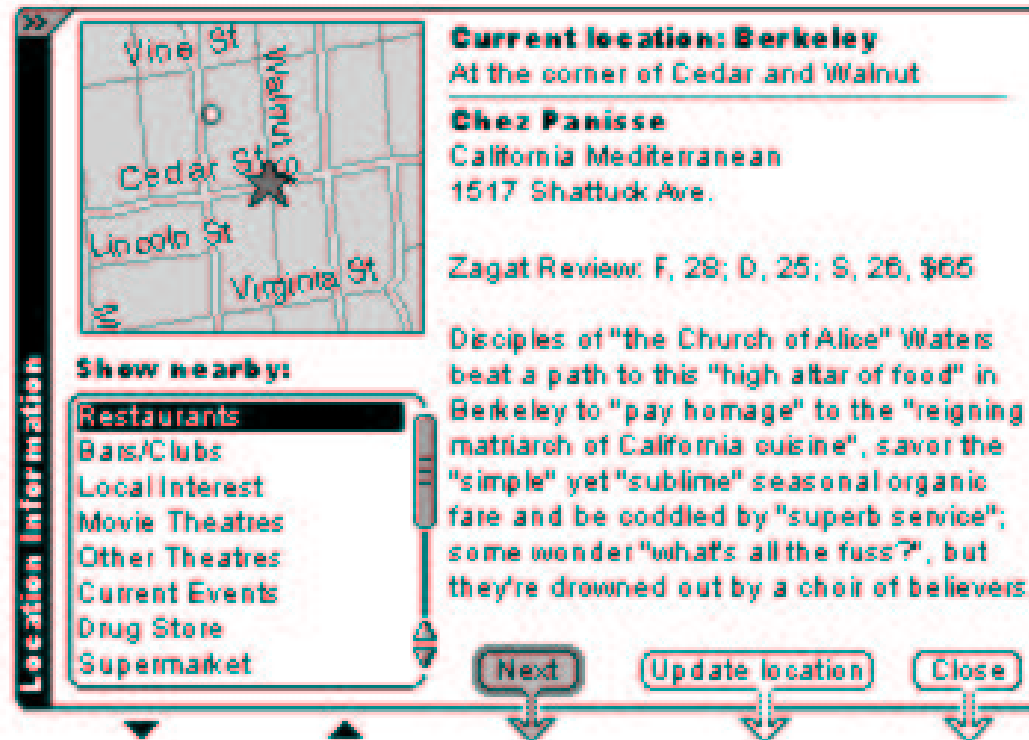 >>
Location Information
Vine St
Walnut S
Cedar St
Lincoln St
Virginia St
Current location: Berkeley
At the corner of Cedar and Walnut
Chez Panisse
California Mediterranean
1517 Shattuck Ave.
Zagat Review: F, 28; D, 25; S, 26, $65
Disciples of "the Church of Alice" Waters
beat a path to this "high altar of food" in
Berkeley to "pay homage" to the "reigning
matriarch of California cuisine", savor the
"simple" yet "sublime" seasonal organic
fare and be coddled by "superb service";
some wonder "what's all the fuss?", but
they're drowned out by a choir of believers
Show nearby:
Restaurants
Bars/Clubs
Local Interest
Movie Theatres
Other Theatres
Current Events
Drug Store
Supermarket
Next
Update location
Close